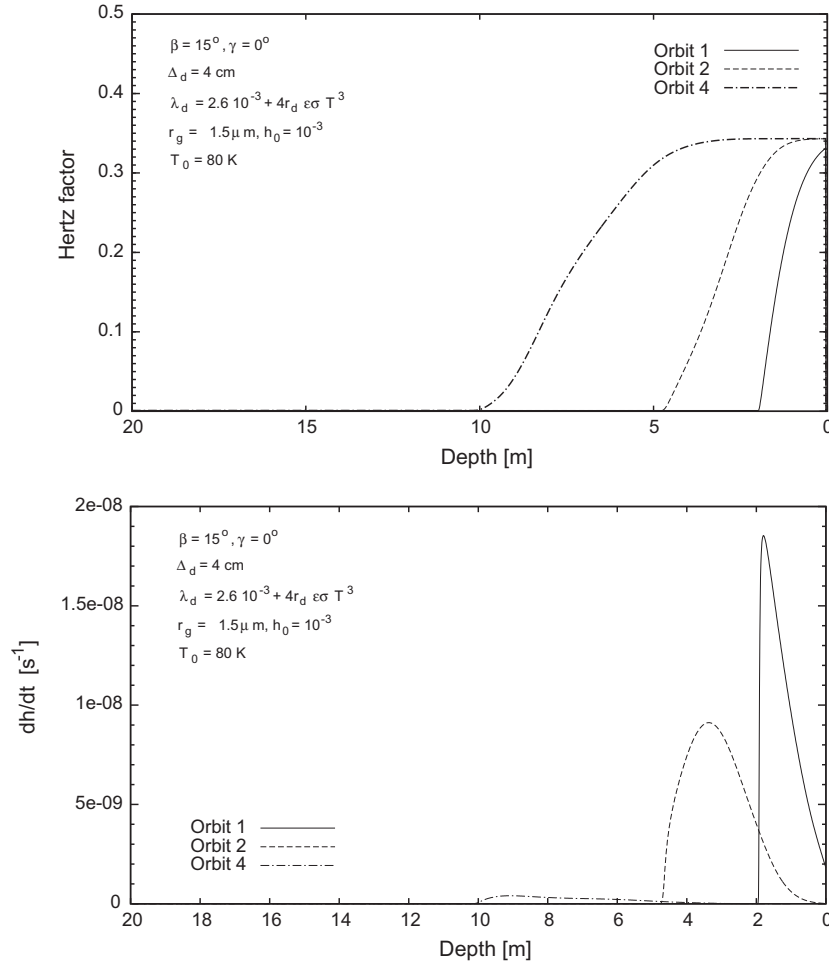 0.5
β = 15°, γ = 0°
Δd = 4 cm
λd = 2.6 10⁻³ + 4rd εσ T³
rg = 1.5μ m, h0 = 10⁻³
T0 = 80 K
Orbit 1
Orbit 2
Orbit 4
0.4
0.3
0.2
0.1
0
Hertz factor
20 15 10 5 0
Depth [m]
2e-08
β = 15°, γ = 0°
Δd = 4 cm
λd = 2.6 10⁻³ + 4rd εσ T³
rg = 1.5μ m, h0 = 10⁻³
T0 = 80 K
1.5e-08
1e-08
5e-09
0
dh/dt [s⁻¹]
Orbit 1
Orbit 2
Orbit 4
20 18 16 14 12 10 8 6 4 2 0
Depth [m]